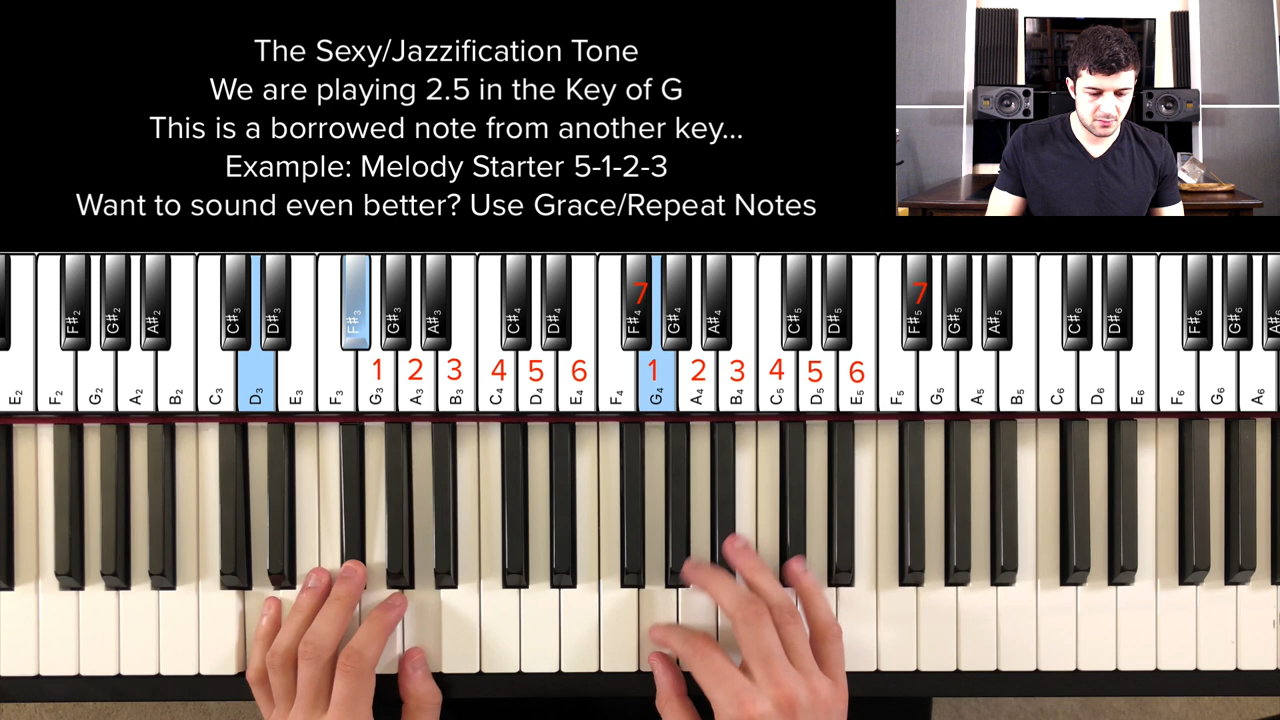 The Sexy/Jazzification Tone
We are playing 2.5 in the Key of G
This is a borrowed note from another key...
Example: Melody Starter 5-1-2-3
Want to sound even better? Use Grace/Repeat Notes
F#2 G#2 A#2 C#3 D#3 F#3 G#3 A#3 C#4 D#4 F#4 G#4 A#4 C#5 D#5 F#5 G#5 A#5 C#6 D#6 F#6 G#6
7 7
1 2 3 4 5 6 1 2 3 4 5 6
E2 F2 G2 A2 B2 C3 D3 E3 F3 G3 A3 B3 C4 D4 E4 F4 G4 A4 B4 C5 D5 E5 F5 G5 A5 B5 C6 D6 E6 F6 G6 A6